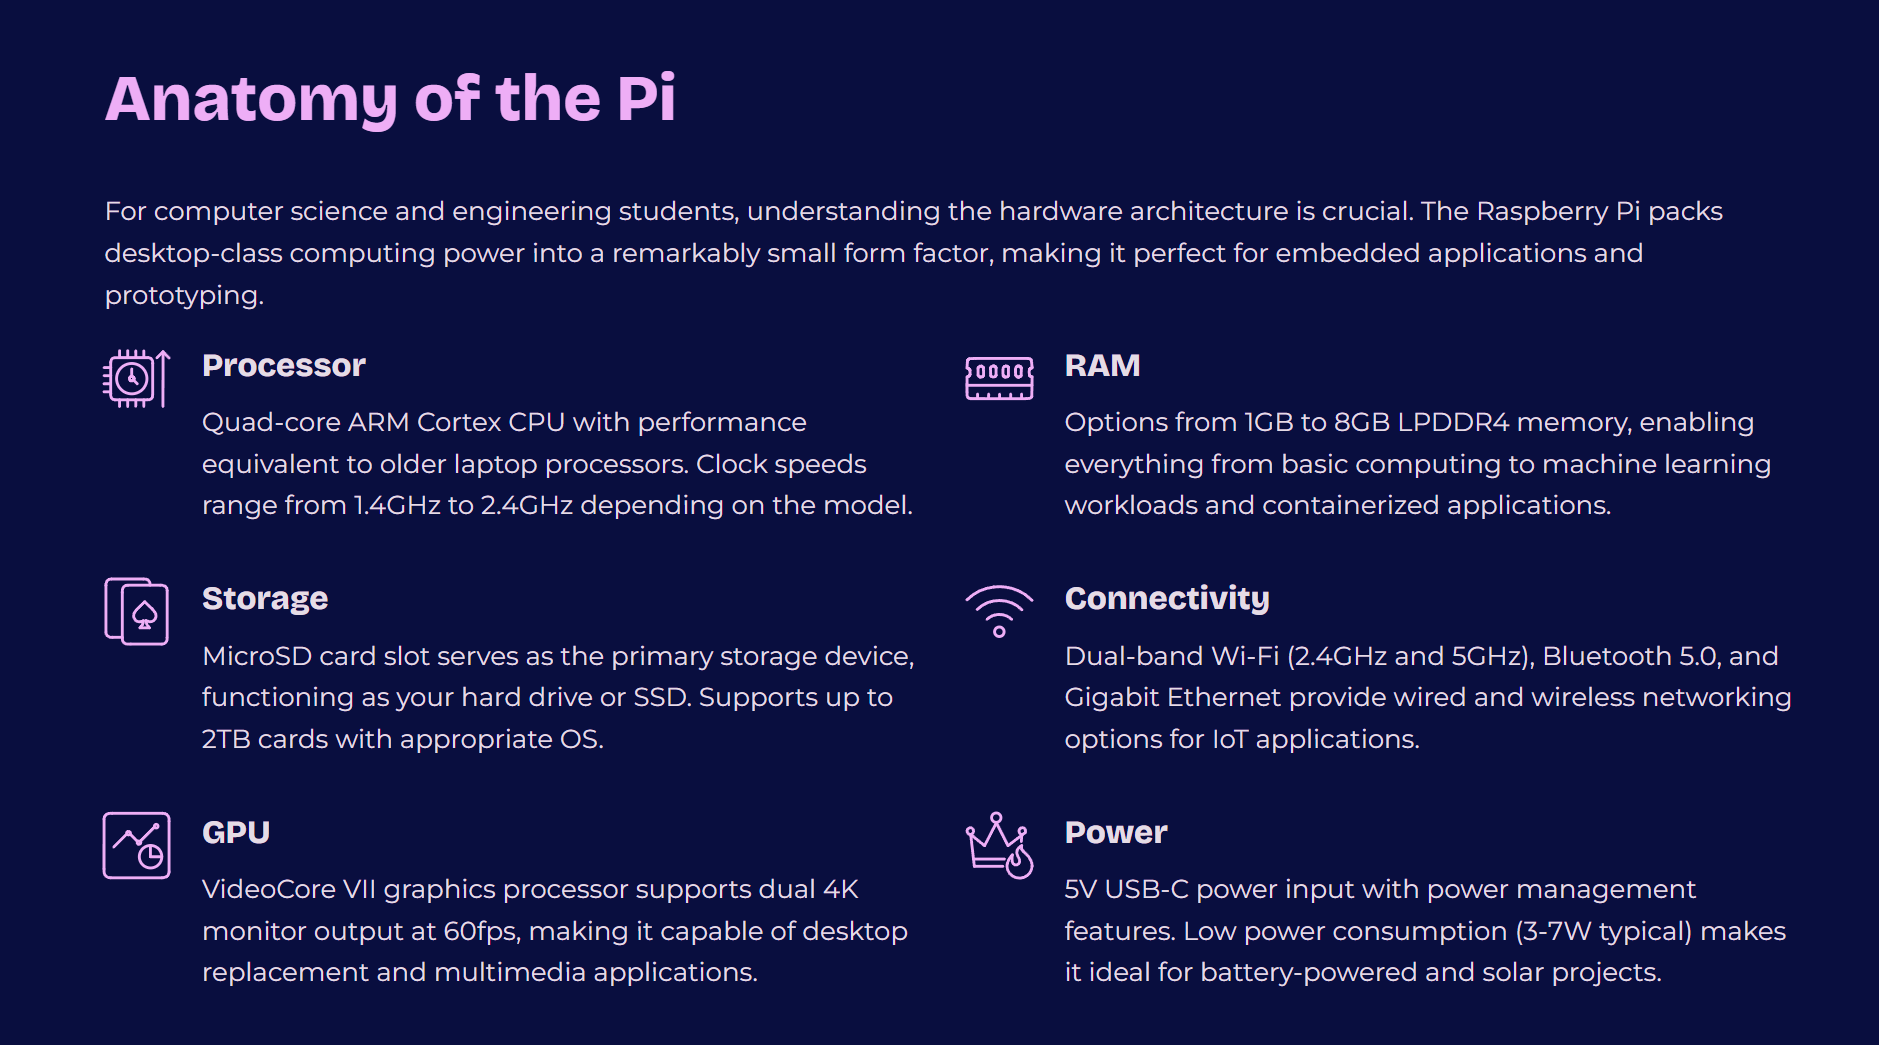 Anatomy of the Pi
For computer science and engineering students, understanding the hardware architecture is crucial. The Raspberry Pi packs
desktop-class computing power into a remarkably small form factor, making it perfect for embedded applications and
prototyping.
Processor
Quad-core ARM Cortex CPU with performance
equivalent to older laptop processors. Clock speeds
range from 1.4GHz to 2.4GHz depending on the model.
RAM
Options from 1GB to 8GB LPDDR4 memory, enabling
everything from basic computing to machine learning
workloads and containerized applications.
Storage
MicroSD card slot serves as the primary storage device,
functioning as your hard drive or SSD. Supports up to
2TB cards with appropriate OS.
Connectivity
Dual-band Wi-Fi (2.4GHz and 5GHz), Bluetooth 5.0, and
Gigabit Ethernet provide wired and wireless networking
options for IoT applications.
GPU
VideoCore VII graphics processor supports dual 4K
monitor output at 60fps, making it capable of desktop
replacement and multimedia applications.
Power
5V USB-C power input with power management
features. Low power consumption (3-7W typical) makes
it ideal for battery-powered and solar projects.